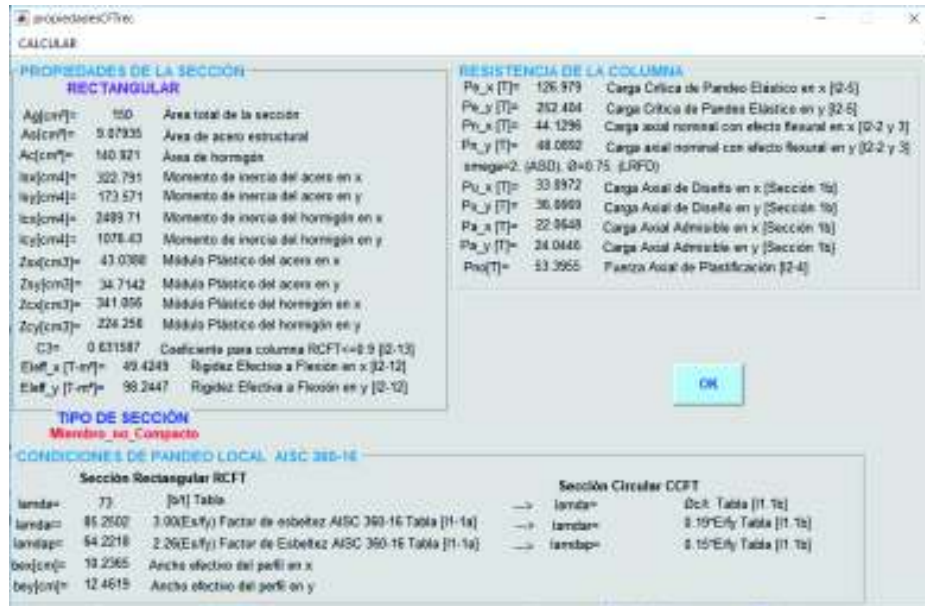 propiedadesCFTrec
CALCULAR
PROPIEDADES DE LA SECCIÓN
RECTANGULAR
Ag[cm²]= 150 Área total de la sección
As[cm²]= 9.07935 Área de acero estructural
Ac[cm²]= 140.921 Área de hormigón
Isx[cm4]= 322.791 Momento de inercia del acero en x
Isy[cm4]= 173.571 Momento de inercia del acero en y
Icx[cm4]= 2489.71 Momento de inercia del hormigón en x
Icy[cm4]= 1078.43 Momento de inercia del hormigón en y
Zsx[cm3]= 43.0388 Módulo Plástico del acero en x
Zsy[cm3]= 34.7142 Módulo Plástico del acero en y
Zcx[cm3]= 341.056 Módulo Plástico del hormigón en x
Zcy[cm3]= 224.258 Módulo Plástico del hormigón en y
C3= 0.631587 Coeficiente para columna RCFT<=0.9 [I2-13]
EIeff_x [T-m²]= 49.4249 Rigidez Efectiva a Flexión en x [I2-12]
EIeff_y [T-m²]= 98.2447 Rigidez Efectiva a Flexión en y [I2-12]
TIPO DE SECCIÓN
Miembro_no_Compacto
RESISTENCIA DE LA COLUMNA
Pe_x [T]= 126.979 Carga Crítica de Pandeo Elástico en x [I2-5]
Pe_y [T]= 252.404 Carga Crítica de Pandeo Elástico en y [I2-5]
Pn_x [T]= 44.1296 Carga axial nominal con efecto flexural en x [I2-2 y 3]
Pn_y [T]= 48.0892 Carga axial nominal con efecto flexural en y [I2-2 y 3]
omega=2, (ASD), Ø=0.75, (LRFD)
Pu_x [T]= 33.0972 Carga Axial de Diseño en x [Sección 1b]
Pu_y [T]= 36.0669 Carga Axial de Diseño en y [Sección 1b]
Pa_x [T]= 22.0648 Carga Axial Admisible en x [Sección 1b]
Pa_y [T]= 24.0446 Carga Axial Admisible en y [Sección 1b]
Pno[T]= 53.3955 Fuerza Axial de Plastificación [I2-4]
OK
CONDICIONES DE PANDEO LOCAL AISC 360-16
Sección Rectangular RCFT
Sección Circular CCFT
lamda= 73 [b/t] Tabla --> lamda= Tabla [I1.1b]
lamdar= 85.2502 3.00(Es/fy) Factor de esbeltez AISC 360-16 Tabla [I1-1a] --> lamdar= 0.19*E/fy Tabla [I1.1b]
lamdap= 64.2218 2.26(Es/fy) Factor de Esbeltez AISC 360-16 Tabla [I1-1a] --> lamdap= 0.15*E/fy Tabla [I1.1b]
bex[cm]= 10.2365 Ancho efectivo del perfil en x
bey[cm]= 12.4619 Ancho efectivo del perfil en y